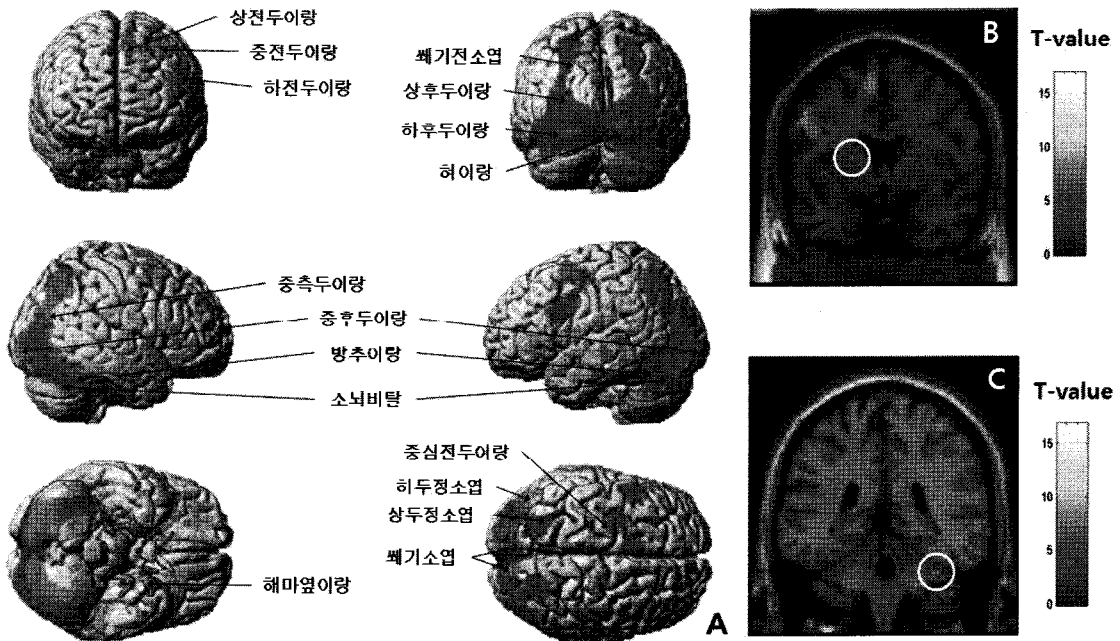 상전두이랑
중전두이랑
하전두이랑
쐐기전소엽
상후두이랑
하후두이랑
혀이랑
B
T-value
15
10
5
0
중측두이랑
중후두이랑
방추이랑
소뇌비탈
C
T-value
15
10
5
0
중심전두이랑
히두정소엽
상두정소엽
쐐기소엽
해마옆이랑
A